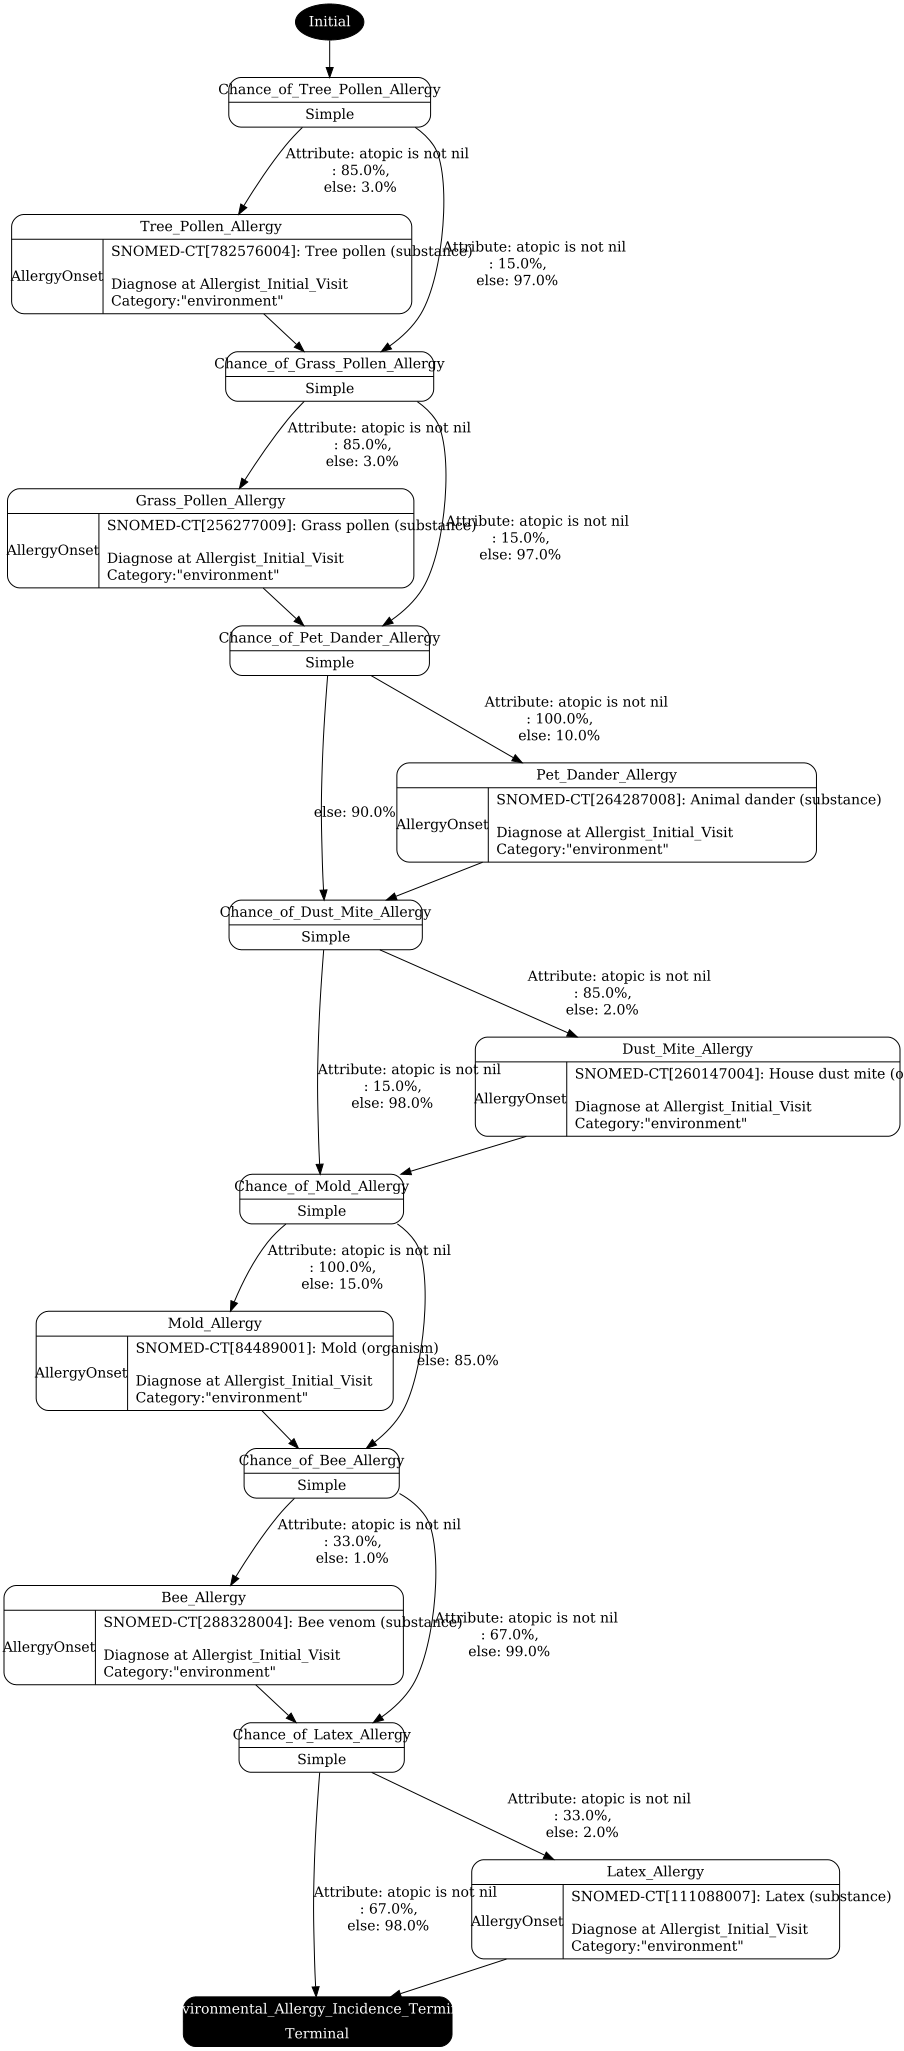 Initial
Chance_of_Tree_Pollen_Allergy
Simple
Attribute: atopic is not nil
: 85.0%,
else: 3.0%
Tree_Pollen_Allergy
AllergyOnset
SNOMED-CT[782576004]: Tree pollen (substance)
Diagnose at Allergist_Initial_Visit
Category:"environment"
Attribute: atopic is not nil
: 15.0%,
else: 97.0%
Chance_of_Grass_Pollen_Allergy
Simple
Attribute: atopic is not nil
: 85.0%,
else: 3.0%
Grass_Pollen_Allergy
AllergyOnset
SNOMED-CT[256277009]: Grass pollen (substance)
Diagnose at Allergist_Initial_Visit
Category:"environment"
Attribute: atopic is not nil
: 15.0%,
else: 97.0%
Chance_of_Pet_Dander_Allergy
Simple
Attribute: atopic is not nil
: 100.0%,
else: 10.0%
else: 90.0%
Pet_Dander_Allergy
AllergyOnset
SNOMED-CT[264287008]: Animal dander (substance)
Diagnose at Allergist_Initial_Visit
Category:"environment"
Chance_of_Dust_Mite_Allergy
Simple
Attribute: atopic is not nil
: 85.0%,
else: 2.0%
Attribute: atopic is not nil
: 15.0%,
else: 98.0%
Dust_Mite_Allergy
AllergyOnset
SNOMED-CT[260147004]: House dust mite (o
Diagnose at Allergist_Initial_Visit
Category:"environment"
Chance_of_Mold_Allergy
Simple
Attribute: atopic is not nil
: 100.0%,
else: 15.0%
Mold_Allergy
AllergyOnset
SNOMED-CT[84489001]: Mold (organism)
Diagnose at Allergist_Initial_Visit
Category:"environment"
else: 85.0%
Chance_of_Bee_Allergy
Simple
Attribute: atopic is not nil
: 33.0%,
else: 1.0%
Bee_Allergy
AllergyOnset
SNOMED-CT[288328004]: Bee venom (substance)
Diagnose at Allergist_Initial_Visit
Category:"environment"
Attribute: atopic is not nil
: 67.0%,
else: 99.0%
Chance_of_Latex_Allergy
Simple
Attribute: atopic is not nil
: 33.0%,
else: 2.0%
Attribute: atopic is not nil
: 67.0%,
else: 98.0%
Latex_Allergy
AllergyOnset
SNOMED-CT[111088007]: Latex (substance)
Diagnose at Allergist_Initial_Visit
Category:"environment"
vironmental_Allergy_Incidence_Termi
Terminal